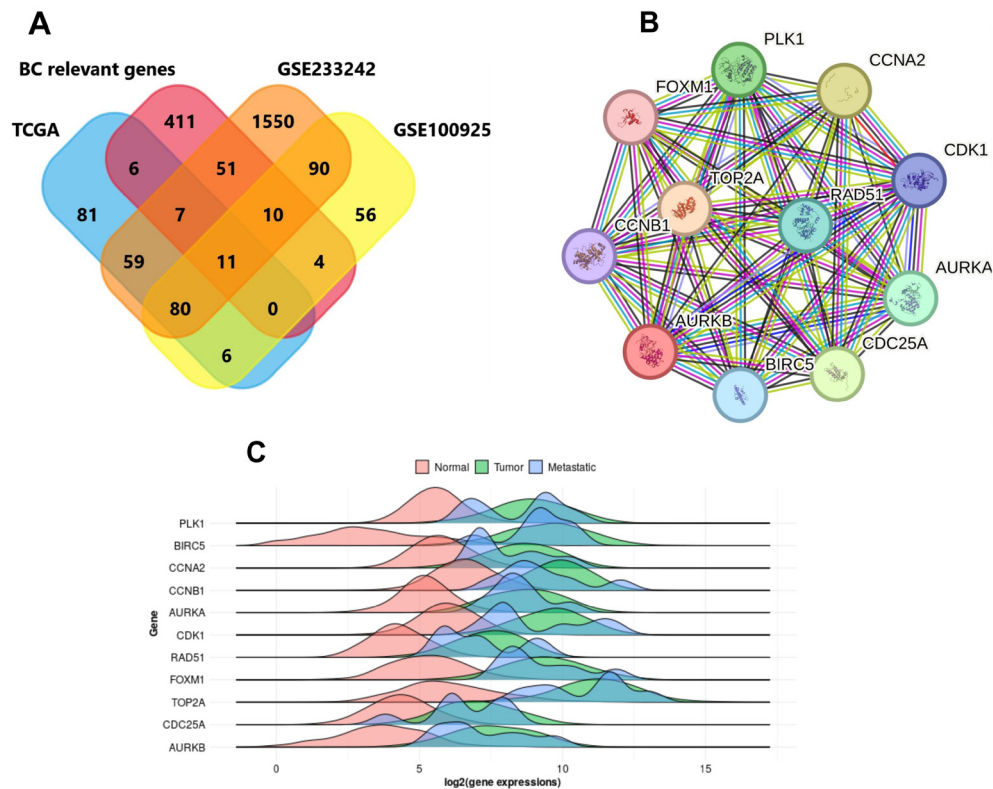 A
B
BC relevant genes
GSE233242
TCGA
GSE100925
411
1550
6
51
90
81
7
10
56
59
11
4
80
0
6
PLK1
CCNA2
FOXM1
CDK1
TOP2A
RAD51
CCNB1
AURKA
AURKB
CDC25A
BIRC5
C
Normal Tumor Metastatic
Gene
PLK1
BIRC5
CCNA2
CCNB1
AURKA
CDK1
RAD51
FOXM1
TOP2A
CDC25A
AURKB
0 5 10 15
log2(gene expressions)